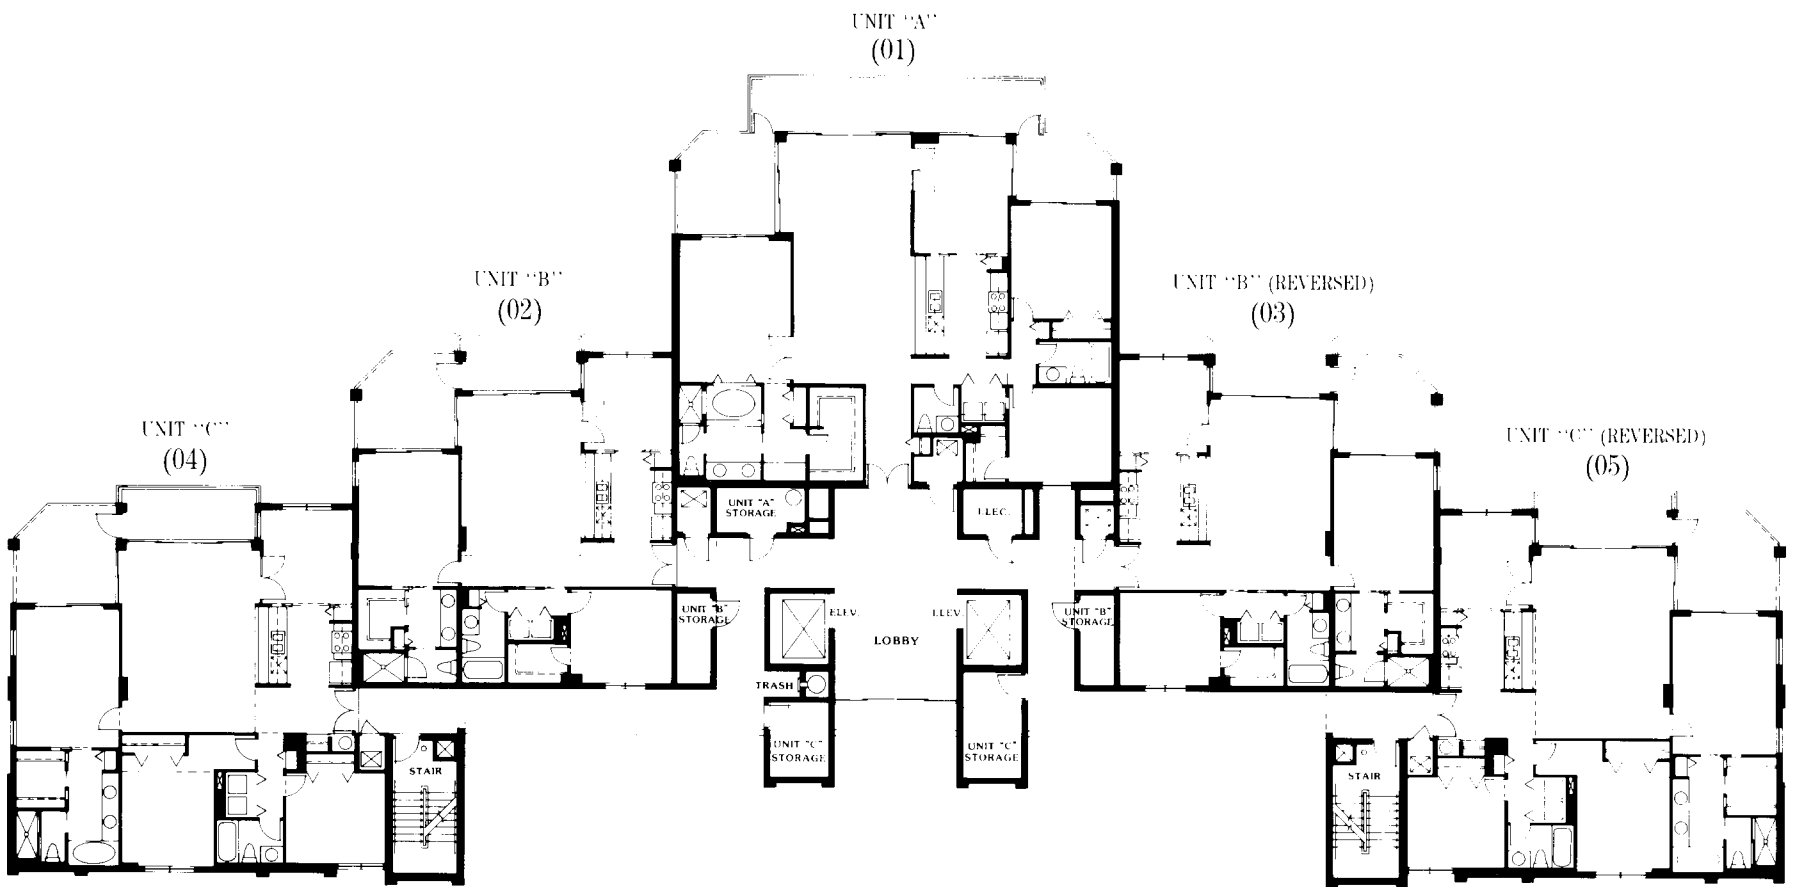 UNIT "A"
(01)
UNIT "B"
(02)
UNIT "B" (REVERSED)
(03)
UNIT "C"
(04)
UNIT "C" (REVERSED)
(05)
UNIT "A"
STORAGE
ELEC.
UNIT "B"
STORAGE
ELEV.
ELEV.
UNIT "B"
STORAGE
LOBBY
TRASH
UNIT "C"
STORAGE
UNIT "C"
STORAGE
STAIR
STAIR